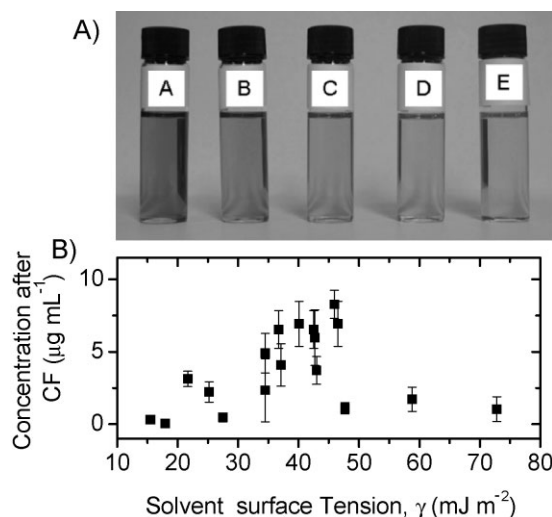 A)
A B C D E
B)
Concentration after
CF (μg mL⁻¹)
10
5
0
10 20 30 40 50 60 70 80
Solvent surface Tension, γ (mJ m⁻²)